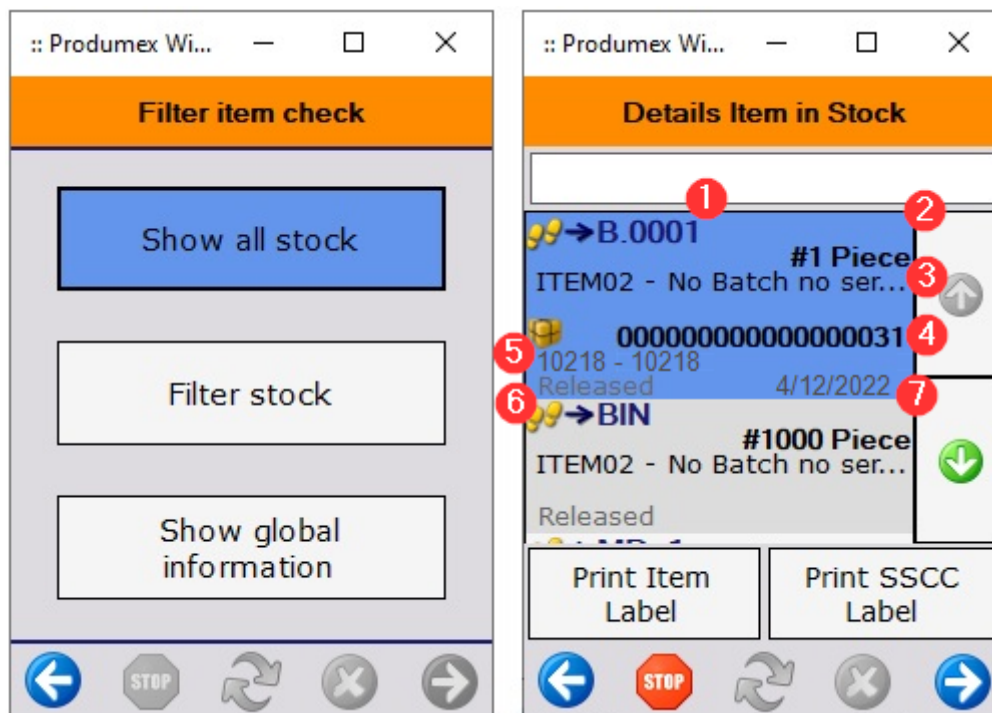 :: Produmex Wi...
Filter item check
Show all stock
Filter stock
Show global
information
STOP
:: Produmex Wi...
Details Item in Stock
1
2
B.0001
#1 Piece
3
ITEM02 - No Batch no ser...
000000000000000031
4
5
10218 - 10218
Released 4/12/2022
7
6
BIN
#1000 Piece
ITEM02 - No Batch no ser...
Released
Print Item
Label
Print SSCC
Label
STOP